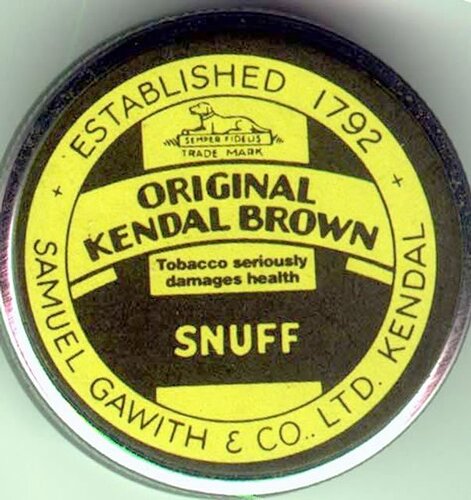 ESTABLISHED 1792
SEMPER FIDELIS
TRADE MARK
ORIGINAL
KENDAL BROWN
Tobacco seriously
damages health
SNUFF
SAMUEL GAWITH & CO., LTD. KENDAL